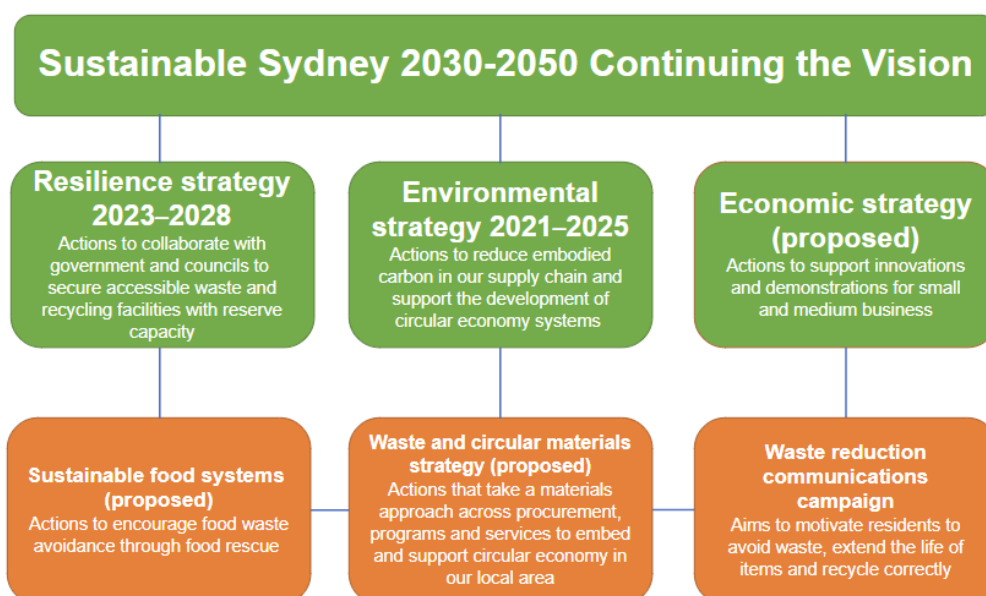 Sustainable Sydney 2030-2050 Continuing the Vision
Resilience strategy
2023–2028
Actions to collaborate with
government and councils to
secure accessible waste and
recycling facilities with reserve
capacity
Environmental
strategy 2021–2025
Actions to reduce embodied
carbon in our supply chain and
support the development of
circular economy systems
Economic strategy
(proposed)
Actions to support innovations
and demonstrations for small
and medium business
Sustainable food systems
(proposed)
Actions to encourage food waste
avoidance through food rescue
Waste and circular materials
strategy (proposed)
Actions that take a materials
approach across procurement,
programs and services to embed
and support circular economy in
our local area
Waste reduction
communications
campaign
Aims to motivate residents to
avoid waste, extend the life of
items and recycle correctly